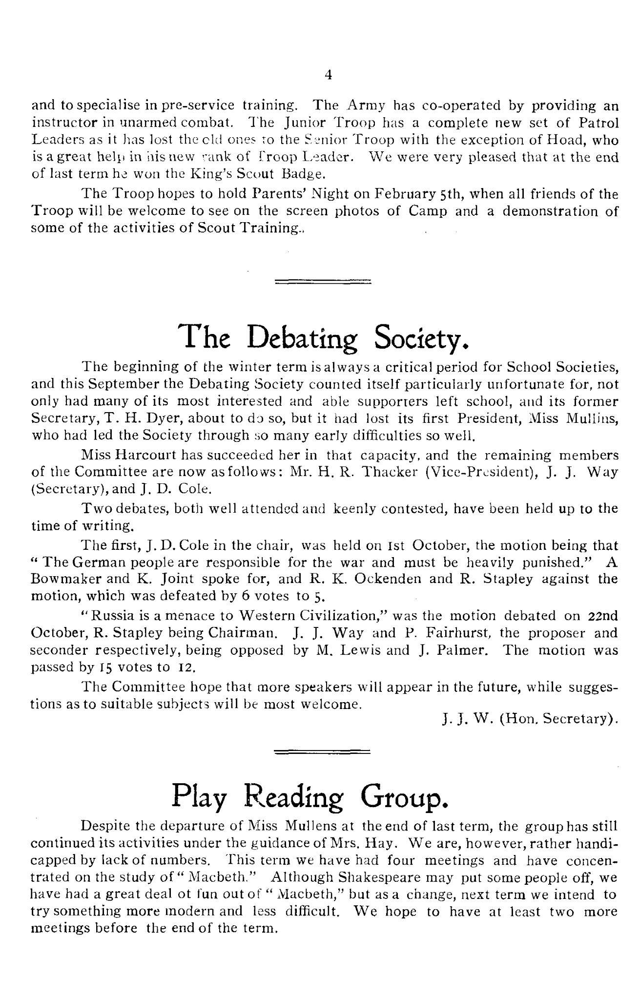 4
and to specialise in pre-service training. The Army has co-operated by providing an
instructor in unarmed combat. The Junior Troop has a complete new set of Patrol
Leaders as it has lost the old ones to the Senior Troop with the exception of Hoad, who
is a great help in his new rank of Troop Leader. We were very pleased that at the end
of last term he won the King's Scout Badge.
The Troop hopes to hold Parents' Night on February 5th, when all friends of the
Troop will be welcome to see on the screen photos of Camp and a demonstration of
some of the activities of Scout Training.
The Debating Society.
The beginning of the winter term is always a critical period for School Societies,
and this September the Debating Society counted itself particularly unfortunate for, not
only had many of its most interested and able supporters left school, and its former
Secretary, T. H. Dyer, about to do so, but it had lost its first President, Miss Mullins,
who had led the Society through so many early difficulties so well.
Miss Harcourt has succeeded her in that capacity, and the remaining members
of the Committee are now as follows: Mr. H. R. Thacker (Vice-President), J. J. Way
(Secretary), and J. D. Cole.
Two debates, both well attended and keenly contested, have been held up to the
time of writing.
The first, J. D. Cole in the chair, was held on 1st October, the motion being that
" The German people are responsible for the war and must be heavily punished." A
Bowmaker and K. Joint spoke for, and R. K. Ockenden and R. Stapley against the
motion, which was defeated by 6 votes to 5.
"Russia is a menace to Western Civilization," was the motion debated on 22nd
October, R. Stapley being Chairman. J. J. Way and P. Fairhurst, the proposer and
seconder respectively, being opposed by M. Lewis and J. Palmer. The motion was
passed by 15 votes to 12.
The Committee hope that more speakers will appear in the future, while sugges-
tions as to suitable subjects will be most welcome.
J. J. W. (Hon. Secretary).
Play Reading Group.
Despite the departure of Miss Mullens at the end of last term, the group has still
continued its activities under the guidance of Mrs. Hay. We are, however, rather handi-
capped by lack of numbers. This term we have had four meetings and have concen-
trated on the study of " Macbeth." Although Shakespeare may put some people off, we
have had a great deal of fun out of " Macbeth," but as a change, next term we intend to
try something more modern and less difficult. We hope to have at least two more
meetings before the end of the term.